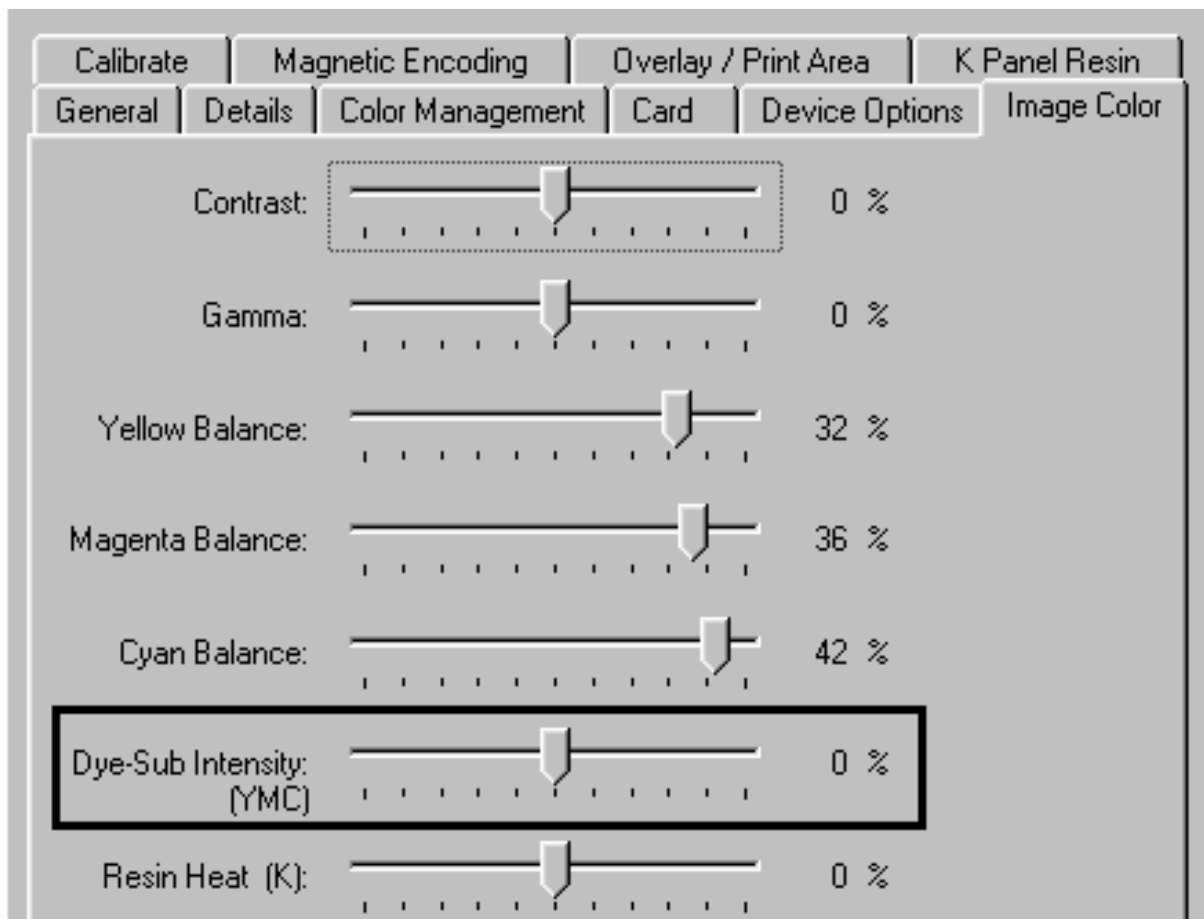 Calibrate Magnetic Encoding Overlay / Print Area K Panel Resin
General Details Color Management Card Device Options Image Color
Contrast: 0 %
Gamma: 0 %
Yellow Balance: 32 %
Magenta Balance: 36 %
Cyan Balance: 42 %
Dye-Sub Intensity: 0 %
(YMC)
Resin Heat (K): 0 %